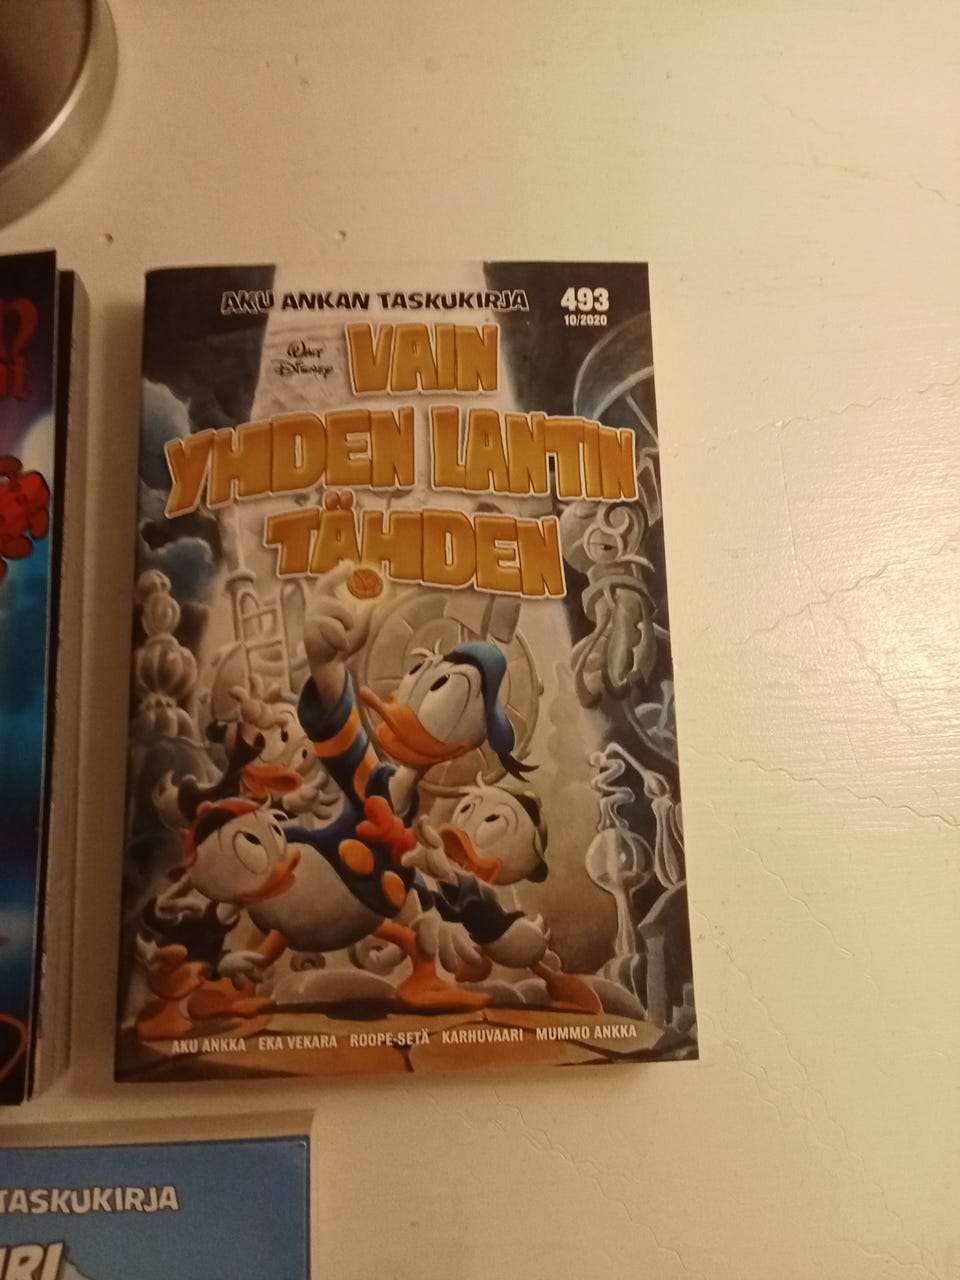 AKU ANKAN TASKUKIRJA
493
10/2020
Walt Disney
VAIN
YHDEN LANTIN
TÄHDEN
AKU ANKKA EKA VEKARA ROOPE-SETÄ KARHUVAARI MUMMO ANKKA
TASKUKIRJA